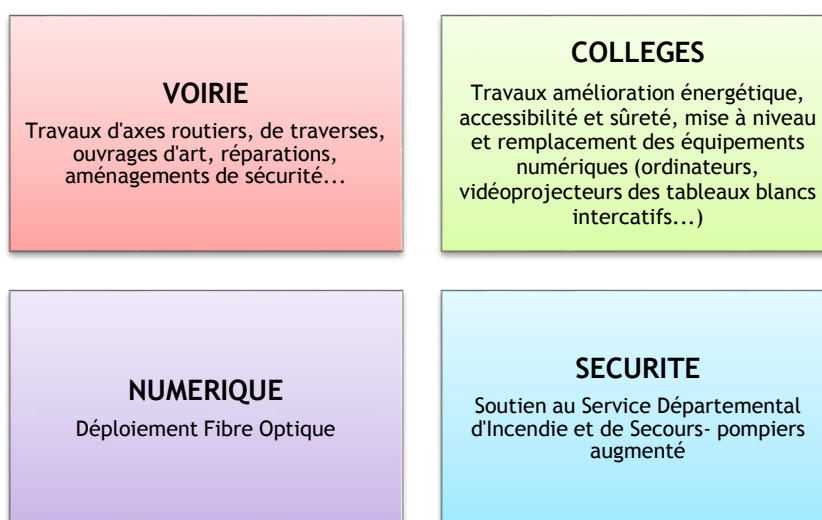 VOIRIE
Travaux d'axes routiers, de traverses,
ouvrages d'art, réparations,
aménagements de sécurité...
COLLEGES
Travaux amélioration énergétique,
accessibilité et sûreté, mise à niveau
et remplacement des équipements
numériques (ordinateurs,
vidéoprojecteurs des tableaux blancs
intercatifs...)
NUMERIQUE
Déploiement Fibre Optique
SECURITE
Soutien au Service Départemental
d'Incendie et de Secours- pompiers
augmenté